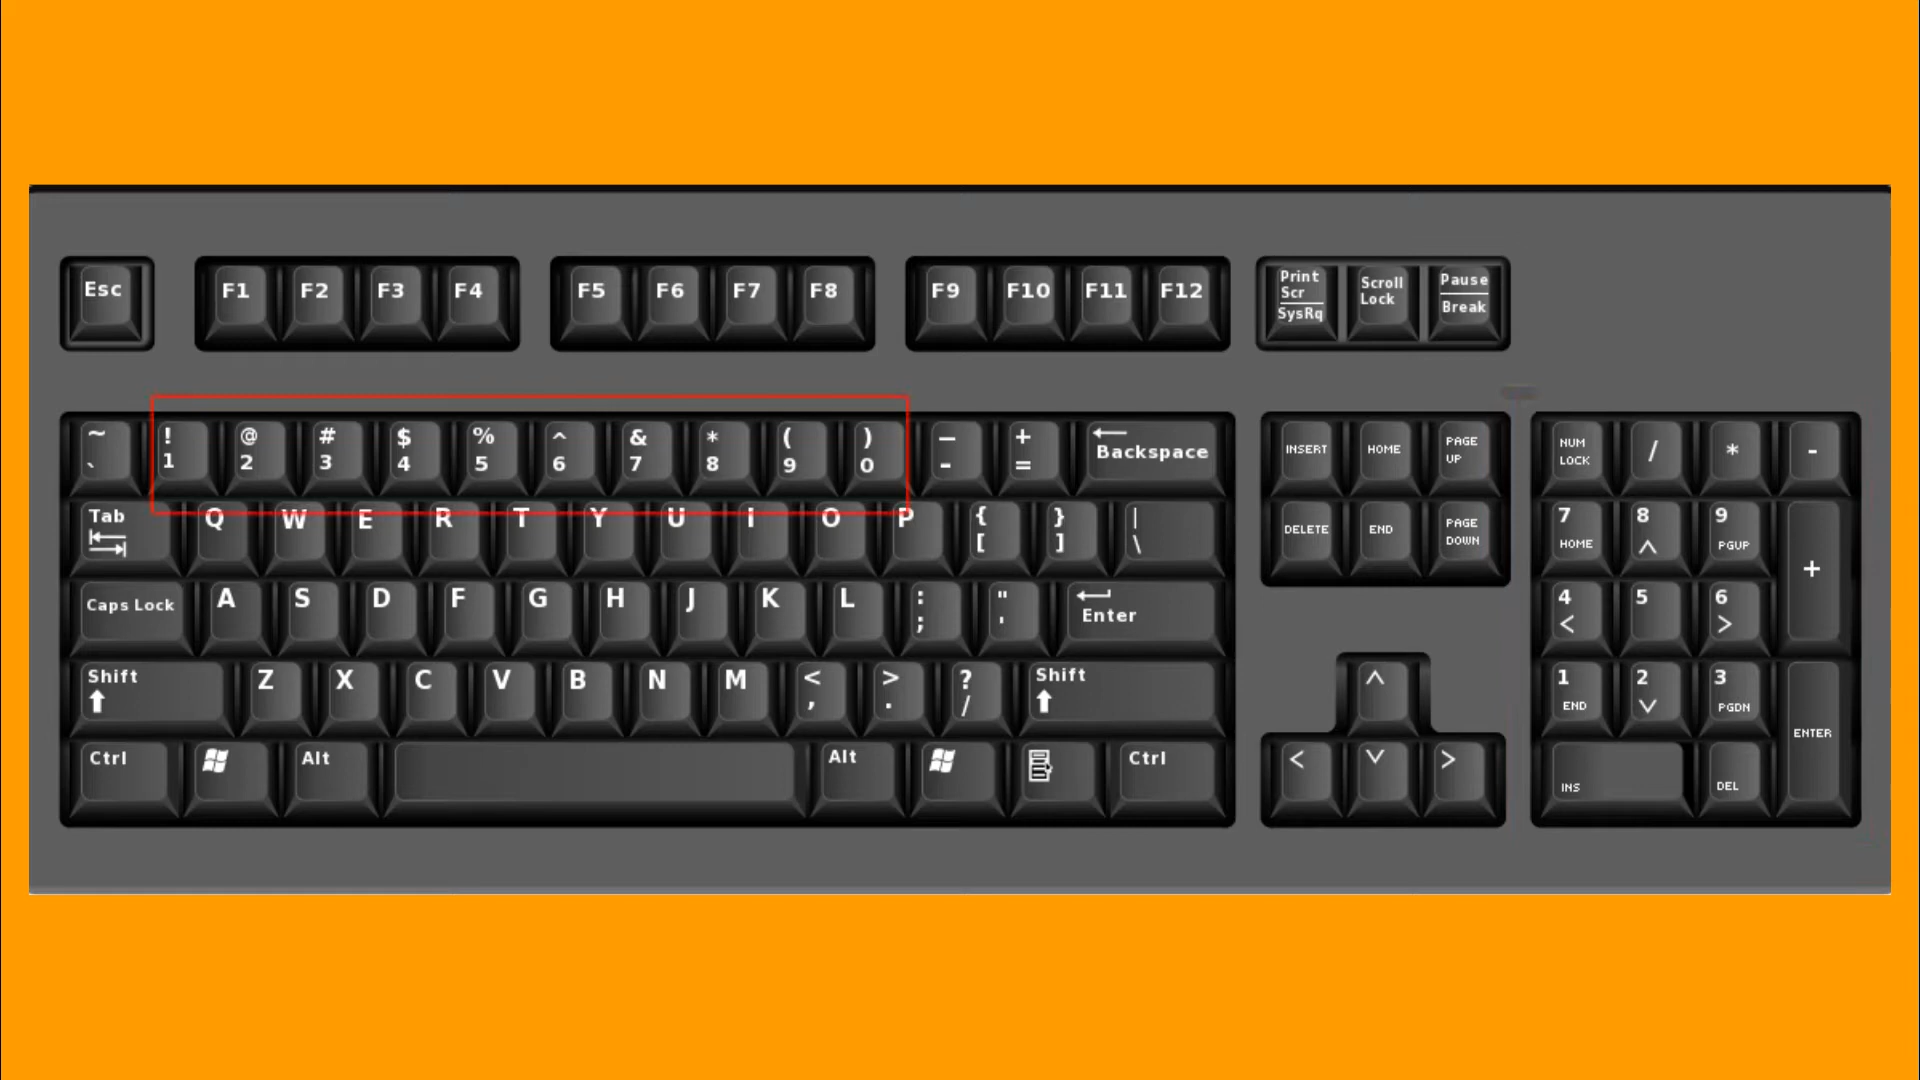 Esc F1 F2 F3 F4 F5 F6 F7 F8 F9 F10 F11 F12 Print Scr SysRq Scroll Lock Pause Break
~ ! @ # $ % ^ & * ( ) — +
` 1 2 3 4 5 6 7 8 9 0 - = Backspace
INSERT HOME PAGE UP
NUM LOCK / * -
Tab Q W E R T Y U I O P { } |
[ ] \
DELETE END PAGE DOWN
7 8 9
HOME ^ PGUP +
Caps Lock A S D F G H J K L : "
; ' Enter
4 5 6
< >
Shift Z X C V B N M < > ? Shift
, . /
^
1 2 3
END v PGDN ENTER
Ctrl Alt Alt Ctrl
< v >
INS DEL